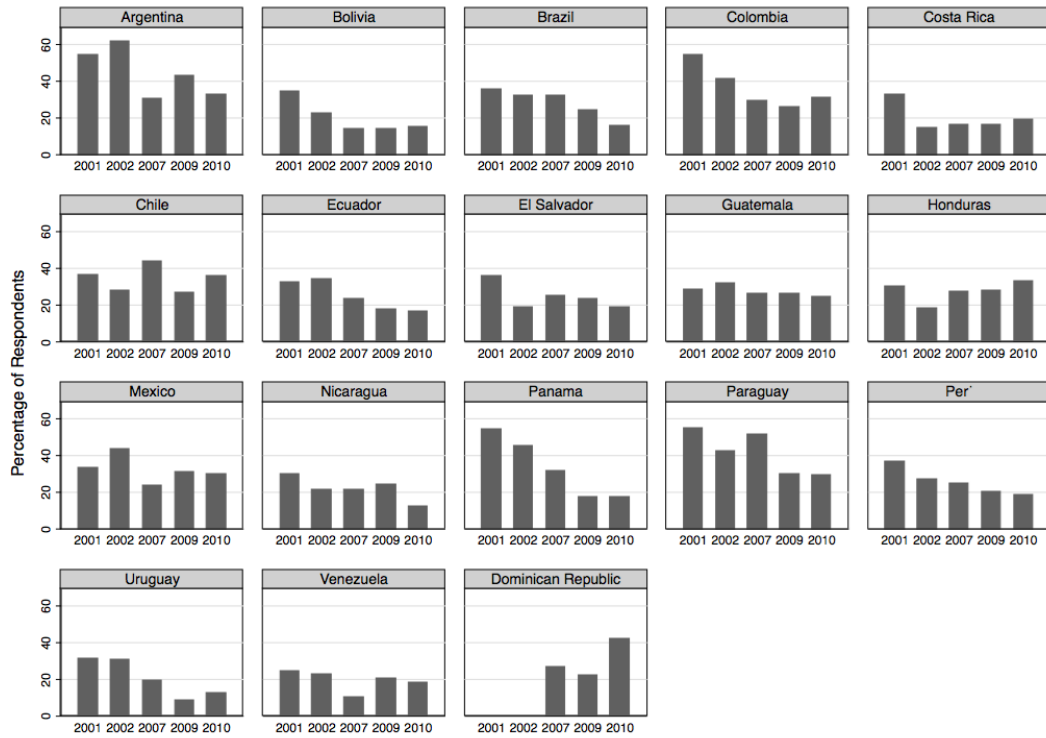 Argentina Bolivia Brazil Colombia Costa Rica
60
40
20
0
2001 2002 2007 2009 2010 2001 2002 2007 2009 2010 2001 2002 2007 2009 2010 2001 2002 2007 2009 2010 2001 2002 2007 2009 2010
Chile Ecuador El Salvador Guatemala Honduras
60
40
20
0
2001 2002 2007 2009 2010 2001 2002 2007 2009 2010 2001 2002 2007 2009 2010 2001 2002 2007 2009 2010 2001 2002 2007 2009 2010
Percentage of Respondents
Mexico Nicaragua Panama Paraguay Per˙
60
40
20
0
2001 2002 2007 2009 2010 2001 2002 2007 2009 2010 2001 2002 2007 2009 2010 2001 2002 2007 2009 2010 2001 2002 2007 2009 2010
Uruguay Venezuela Dominican Republic
60
40
20
0
2001 2002 2007 2009 2010 2001 2002 2007 2009 2010 2001 2002 2007 2009 2010